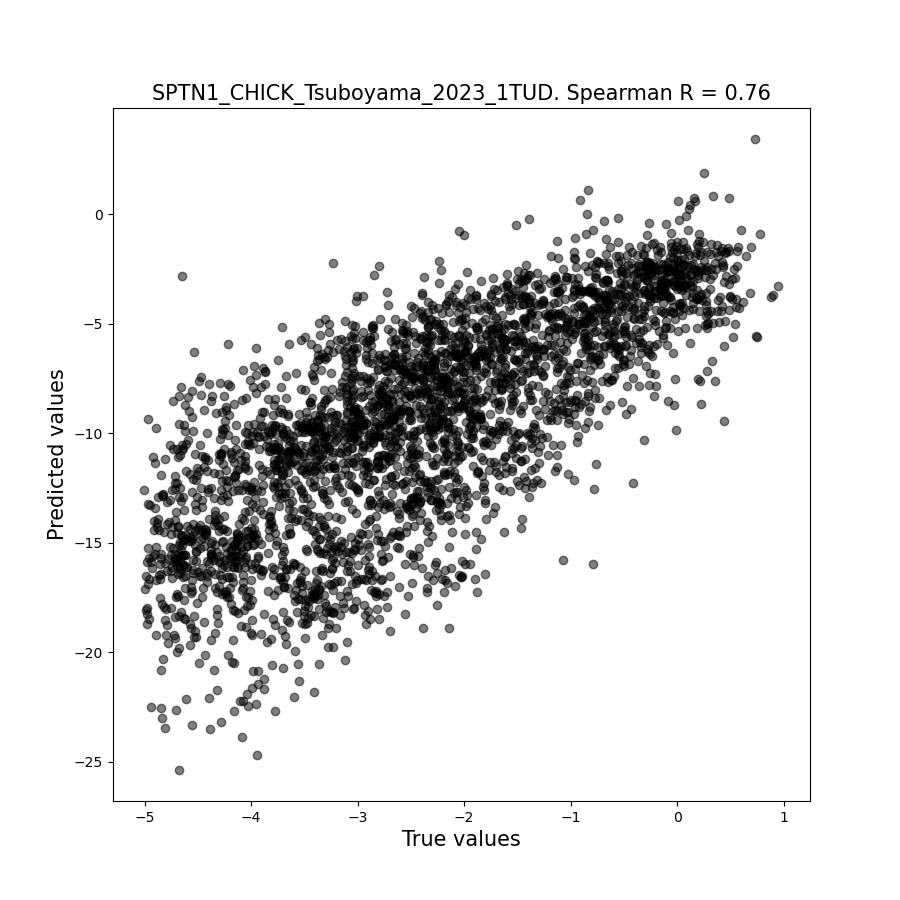 SPTN1_CHICK_Tsuboyama_2023_1TUD. Spearman R = 0.76
Predicted values
0
−5
−10
−15
−20
−25
−5 −4 −3 −2 −1 0 1
True values